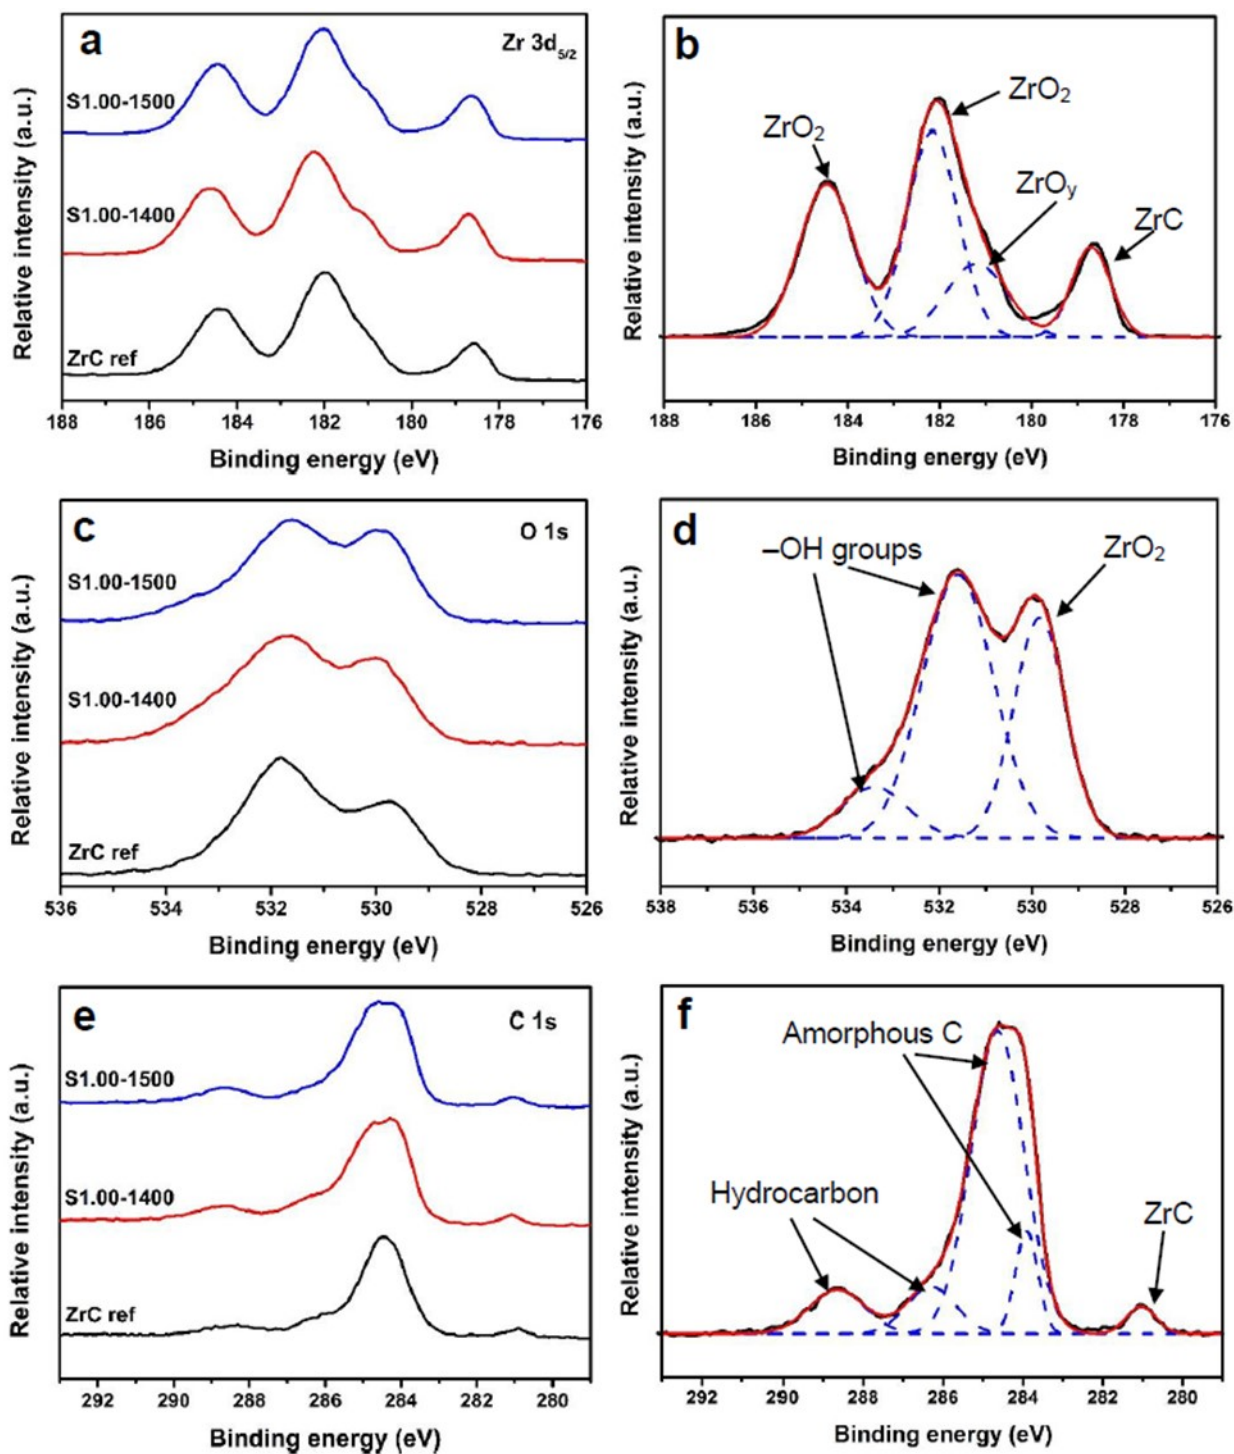 a
Zr 3d5/2
S1.00-1500
S1.00-1400
ZrC ref
Relative intensity (a.u.)
188 186 184 182 180 178 176
Binding energy (eV)
b
ZrO2
ZrO2
ZrOy
ZrC
Relative intensity (a.u.)
188 186 184 182 180 178 176
Binding energy (eV)
c
O 1s
S1.00-1500
S1.00-1400
ZrC ref
Relative intensity (a.u.)
536 534 532 530 528 526
Binding energy (eV)
d
–OH groups
ZrO2
Relative intensity (a.u.)
538 536 534 532 530 528 526
Binding energy (eV)
e
C 1s
S1.00-1500
S1.00-1400
ZrC ref
Relative intensity (a.u.)
292 290 288 286 284 282 280
Binding energy (eV)
f
Amorphous C
Hydrocarbon
ZrC
Relative intensity (a.u.)
292 290 288 286 284 282 280
Binding energy (eV)